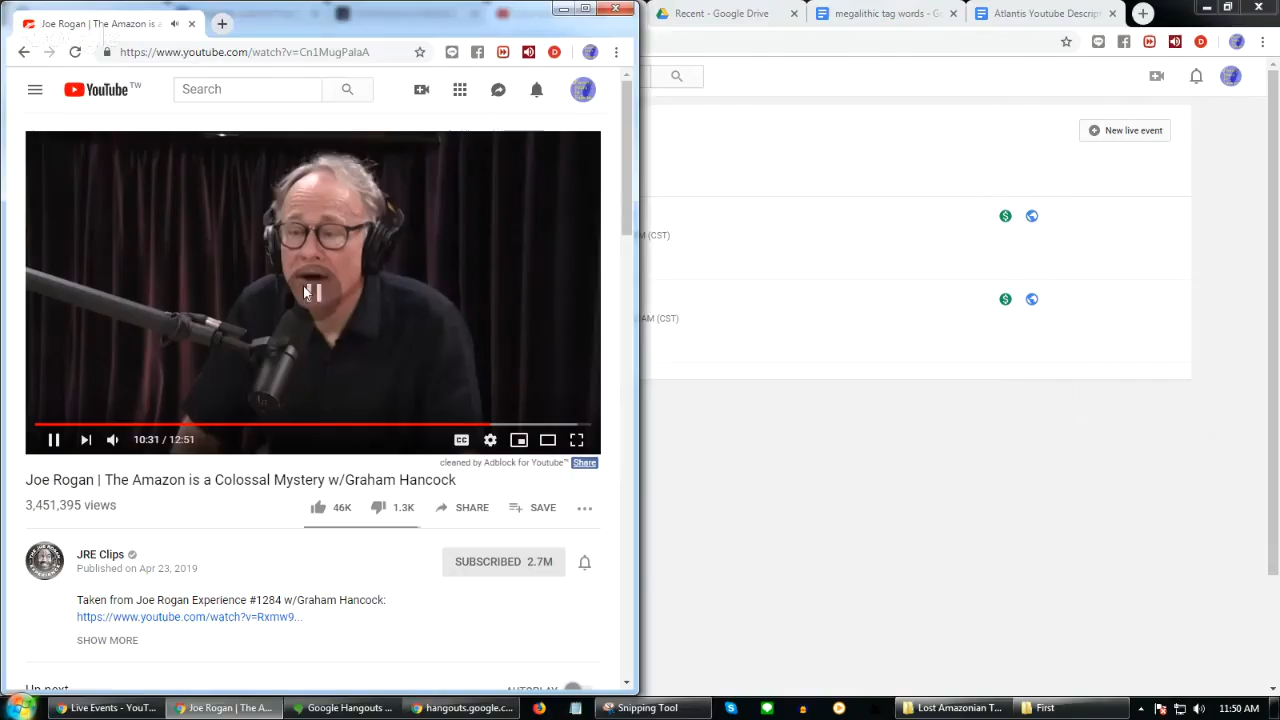 Joe Rogan | The Amazon is a
https://www.youtube.com/watch?v=Cn1MugPalaA
YouTube TW
Search
10:31 / 12:51
CC
cleaned by Adblock for Youtube™ Share
Joe Rogan | The Amazon is a Colossal Mystery w/Graham Hancock
3,451,395 views
46K
1.3K
SHARE
SAVE
JRE Clips
Published on Apr 23, 2019
SUBSCRIBED 2.7M
Taken from Joe Rogan Experience #1284 w/Graham Hancock:
https://www.youtube.com/watch?v=Rxmw9...
SHOW MORE
Up next
AUTOPLAY
Recent - Google Drive
Atlantis Youtube Descrip
New live event
M (CST)
AM (CST)
Live Events - YouT...
Joe Rogan | The A...
Google Hangouts ...
hangouts.google.c...
Snipping Tool
Lost Amazonian T...
First
11:50 AM